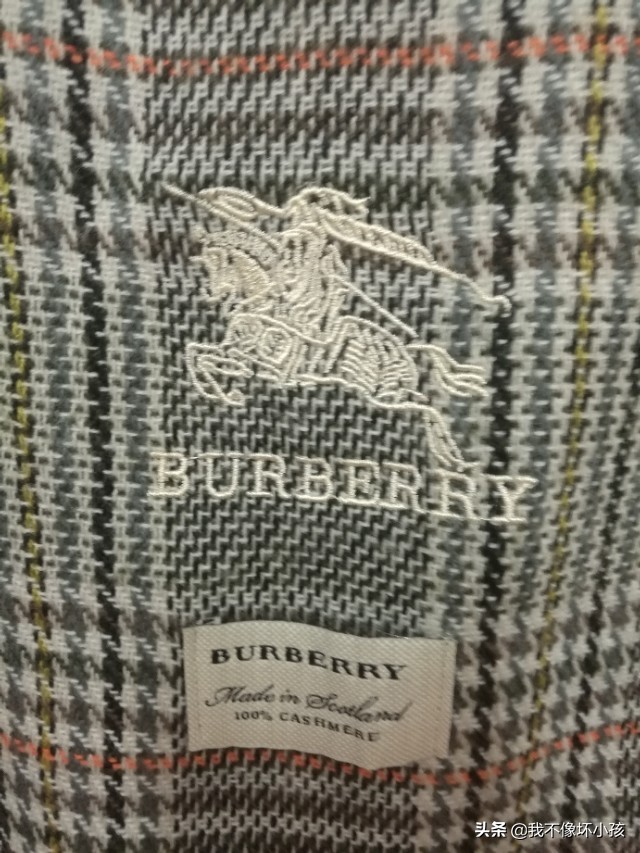 BURBERRY
BURBERRY
Made in Scotland
100% CASHMERE
头条 @我不像坏小孩